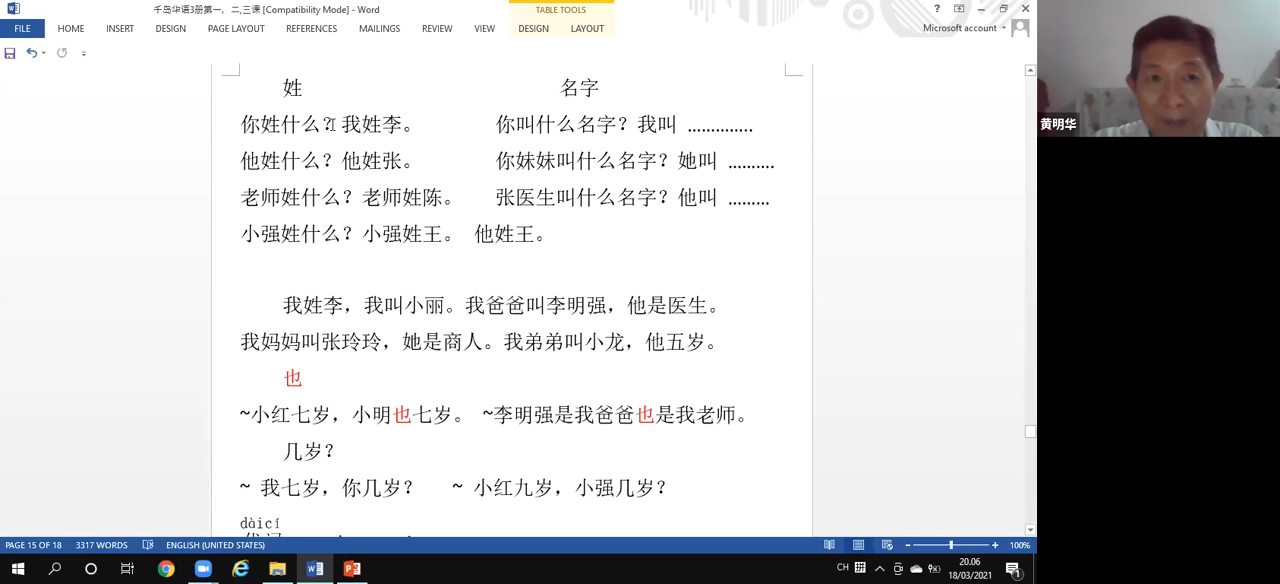 千岛华语3册第一, 二,三课 [Compatibility Mode] - Word
TABLE TOOLS
?
FILE HOME INSERT DESIGN PAGE LAYOUT REFERENCES MAILINGS REVIEW VIEW DESIGN LAYOUT
Microsoft account
姓 名字
你姓什么？我姓李。 你叫什么名字？我叫 ..............
他姓什么？他姓张。 你妹妹叫什么名字？她叫 ..........
老师姓什么？老师姓陈。 张医生叫什么名字？他叫 .........
小强姓什么？小强姓王。 他姓王。
我姓李，我叫小丽。我爸爸叫李明强，他是医生。
我妈妈叫张玲玲，她是商人。我弟弟叫小龙，他五岁。
也
~小红七岁，小明也七岁。 ~李明强是我爸爸也是我老师。
几岁？
~ 我七岁，你几岁？ ~ 小红九岁，小强几岁？
dàicí
黄明华
PAGE 15 OF 18 3317 WORDS ENGLISH (UNITED STATES) 100%
CH 20.06
18/03/2021